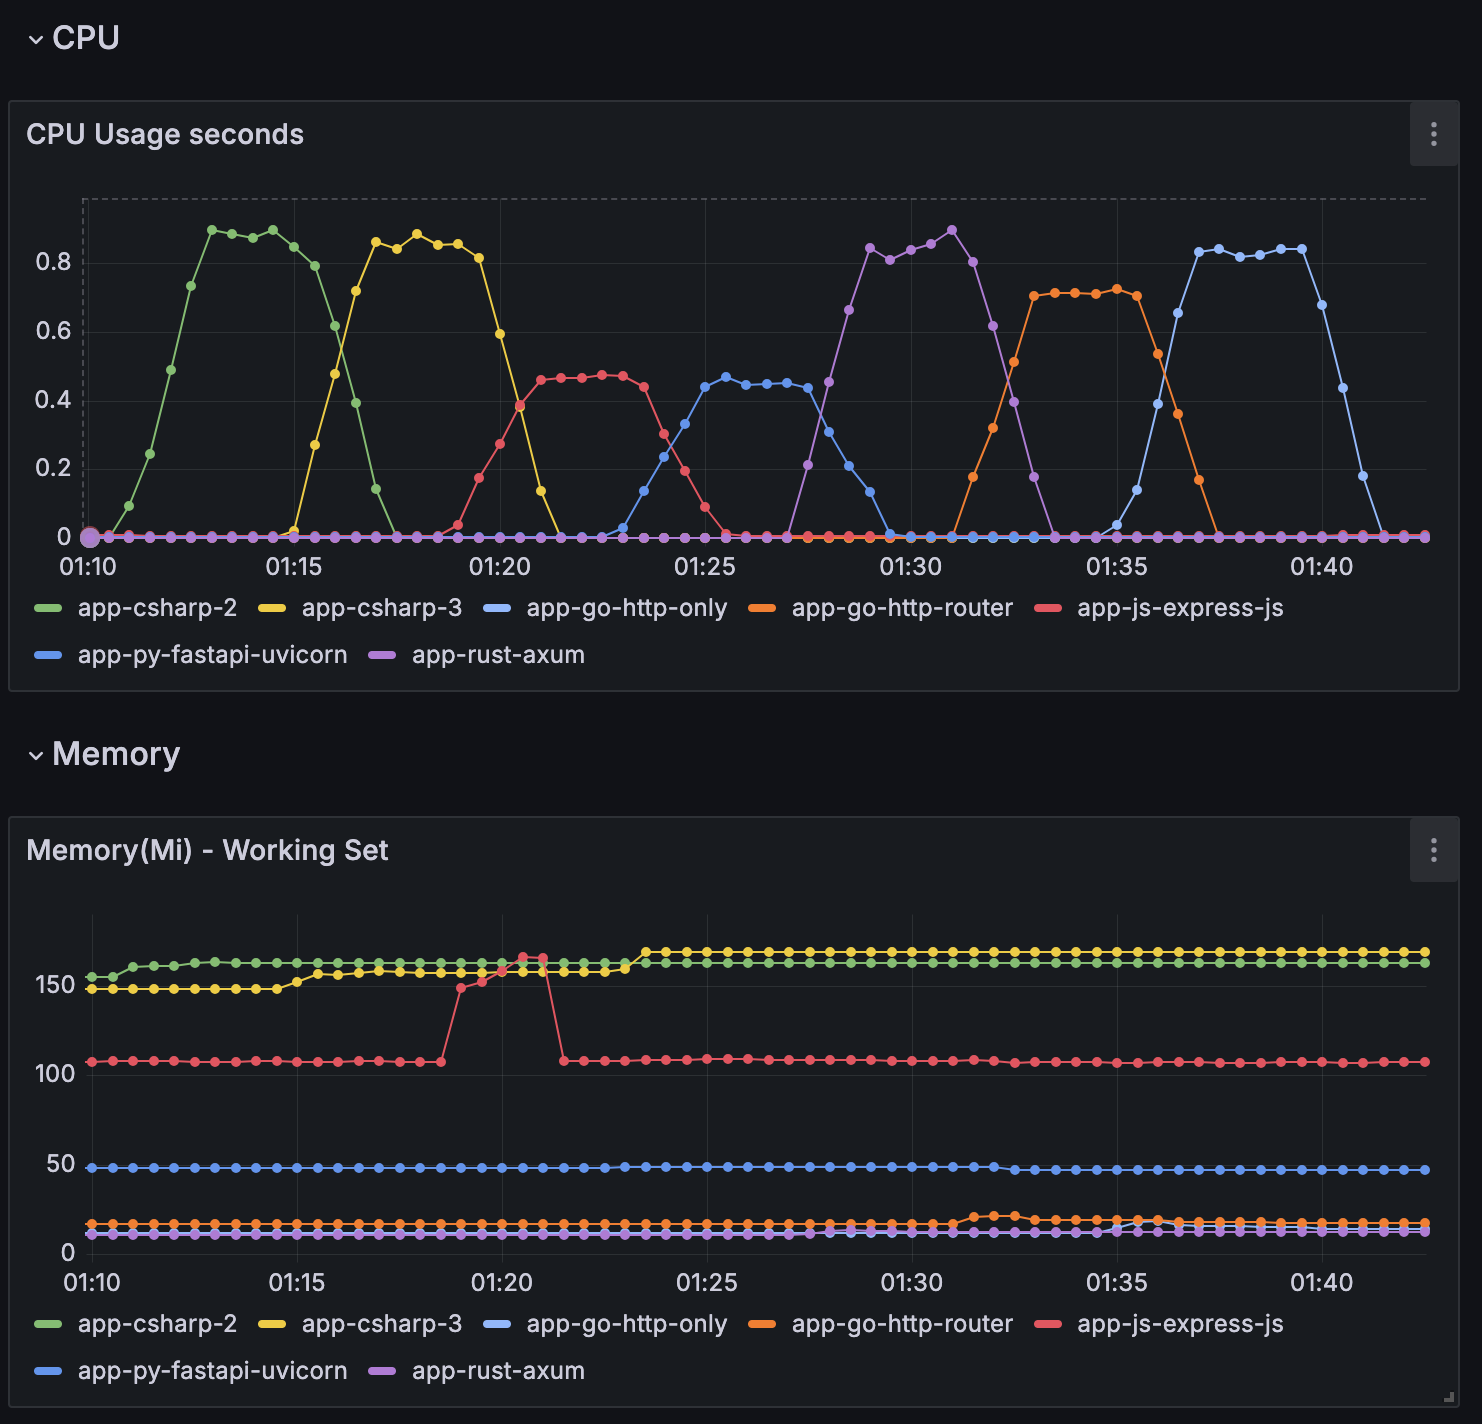 CPU
CPU Usage seconds
0.8
0.6
0.4
0.2
0
01:10 01:15 01:20 01:25 01:30 01:35 01:40
app-csharp-2 app-csharp-3 app-go-http-only app-go-http-router app-js-express-js
app-py-fastapi-uvicorn app-rust-axum
Memory
Memory(Mi) - Working Set
150
100
50
0
01:10 01:15 01:20 01:25 01:30 01:35 01:40
app-csharp-2 app-csharp-3 app-go-http-only app-go-http-router app-js-express-js
app-py-fastapi-uvicorn app-rust-axum